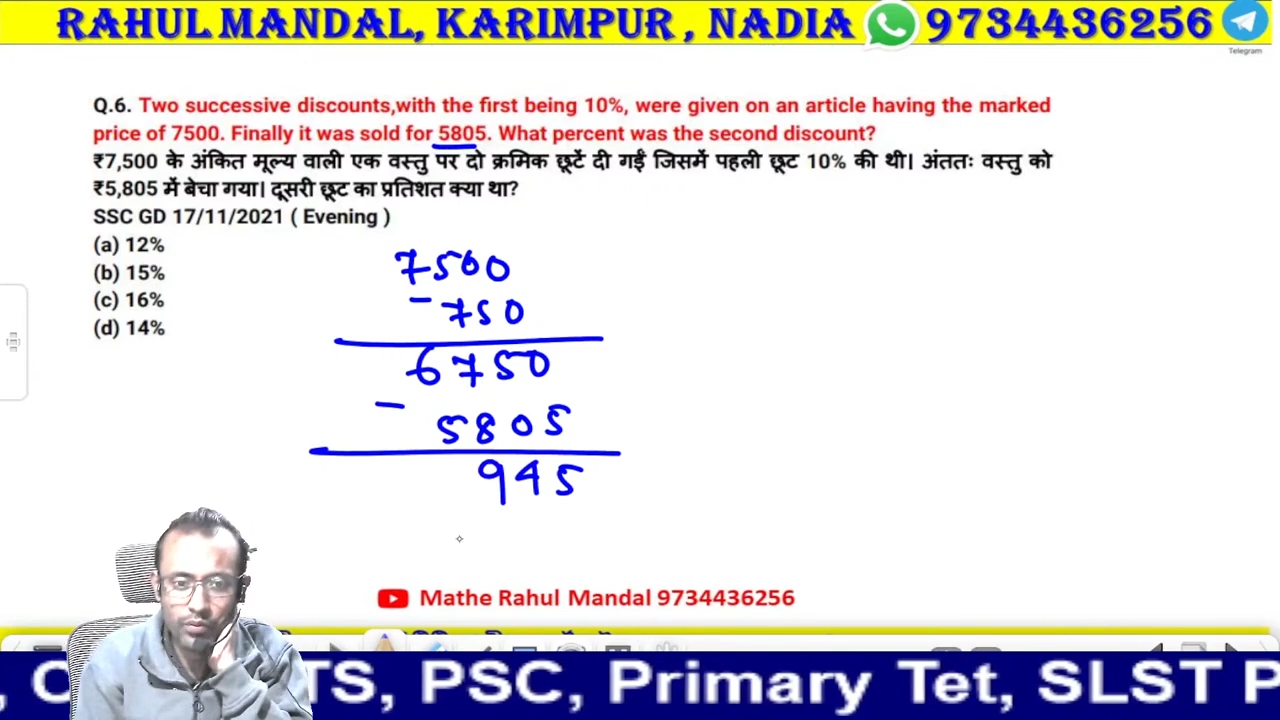 RAHUL MANDAL, KARIMPUR , NADIA 9734436256
Telegram
Q.6. Two successive discounts,with the first being 10%, were given on an article having the marked
price of 7500. Finally it was sold for 5805. What percent was the second discount?
₹7,500 के अंकित मूल्य वाली एक वस्तु पर दो क्रमिक छूटें दी गईं जिसमें पहली छूट 10% की थी। अंततः वस्तु को
₹5,805 में बेचा गया। दूसरी छूट का प्रतिशत क्या था?
SSC GD 17/11/2021 ( Evening )
(a) 12%
(b) 15%
(c) 16%
(d) 14%
7500
- 750
6750
- 5805
945
Mathe Rahul Mandal 9734436256
TS, PSC, Primary Tet, SLST P